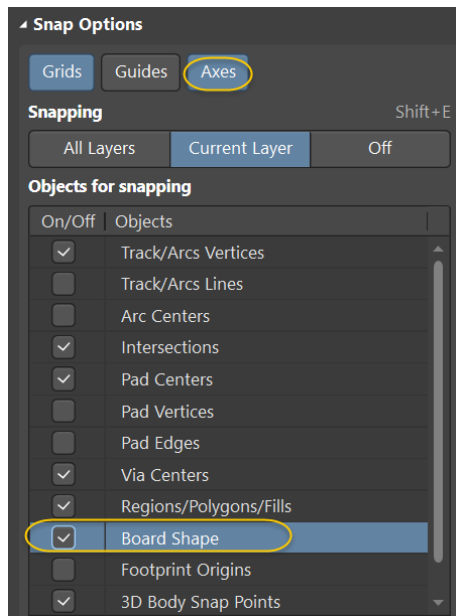 Snap Options
Grids Guides Axes
Snapping Shift+E
All Layers Current Layer Off
Objects for snapping
On/Off Objects
Track/Arcs Vertices
Track/Arcs Lines
Arc Centers
Intersections
Pad Centers
Pad Vertices
Pad Edges
Via Centers
Regions/Polygons/Fills
Board Shape
Footprint Origins
3D Body Snap Points